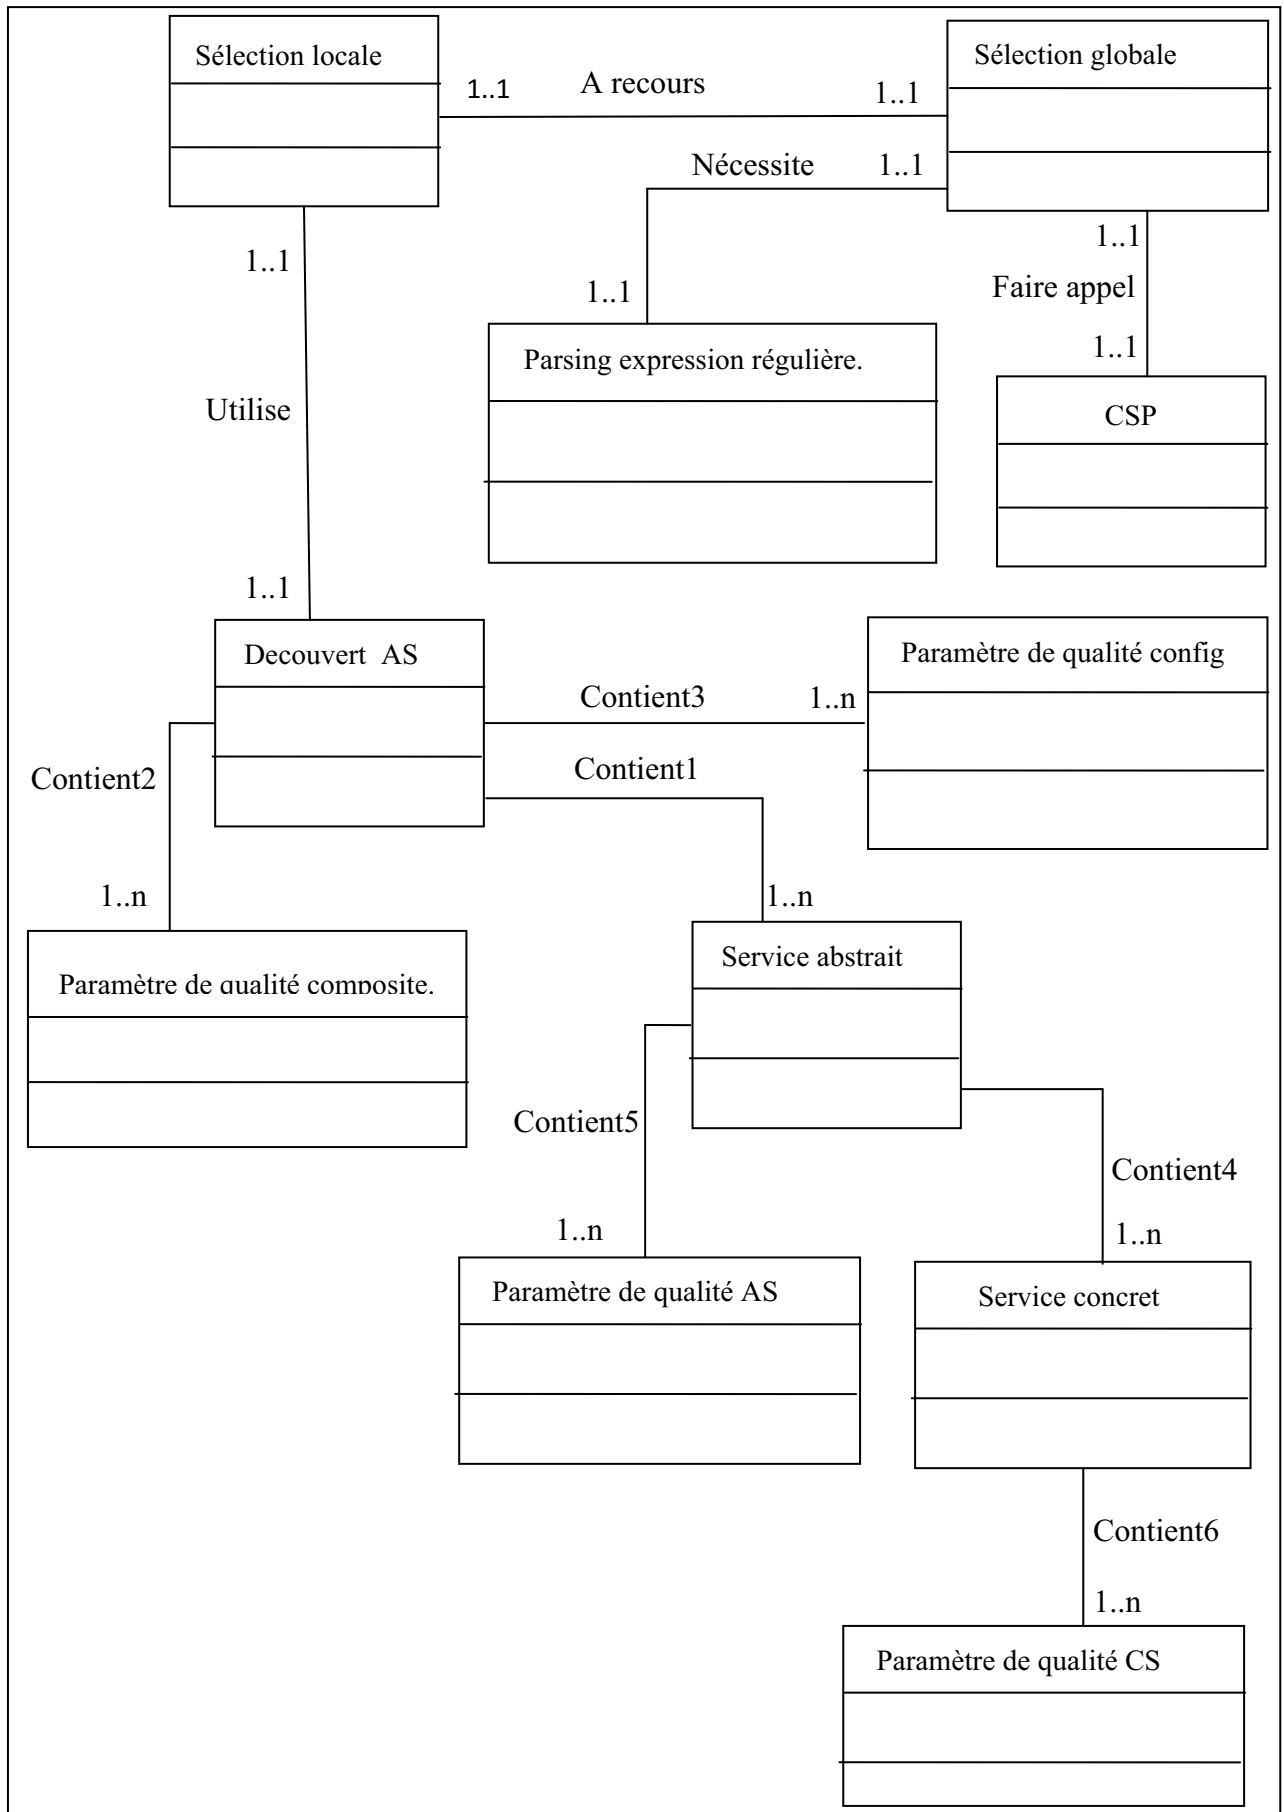 Sélection locale
Sélection globale
1..1
A recours
1..1
Nécessite
1..1
1..1
1..1
1..1
Faire appel
Parsing expression régulière.
1..1
CSP
Utilise
1..1
Decouvert AS
Paramètre de qualité config
Contient3
1..n
Contient1
Contient2
1..n
1..n
Service abstrait
Paramètre de qualité composite.
Contient5
Contient4
1..n
1..n
Paramètre de qualité AS
Service concret
Contient6
1..n
Paramètre de qualité CS